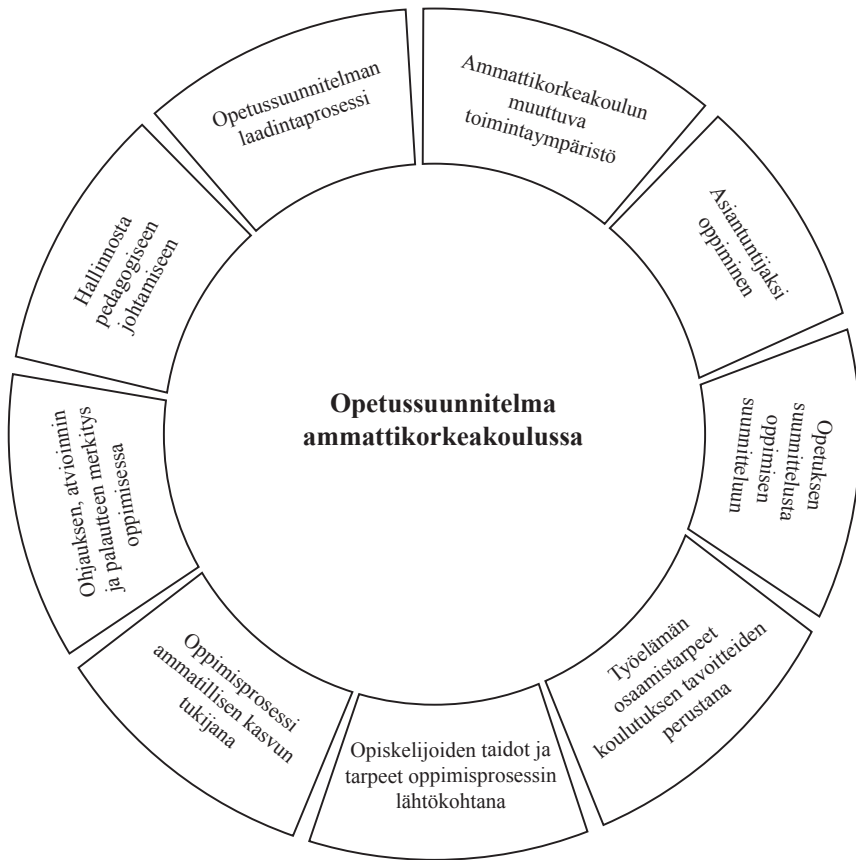 Opetussuunnitelman
laadintaprosessi
Ammattikorkeakoulun
muuttuva
toimintaympäristö
Asiantuntijaksi
oppiminen
Opetuksen
suunnittelusta
oppimisen
suunnitteluun
Työelämän
osaamistarpeet
koulutuksen tavoitteiden
perustana
Opiskelijoiden taidot ja
tarpeet oppimisprosessin
lähtökohtana
Oppimisprosessi
ammatillisen kasvun
tukijana
Ohjauksen, atvioinnin
ja palautteen merkitys
oppimisessa
Hallinnosta
pedagogiseen
johtamiseen
Opetussuunnitelma
ammattikorkeakoulussa